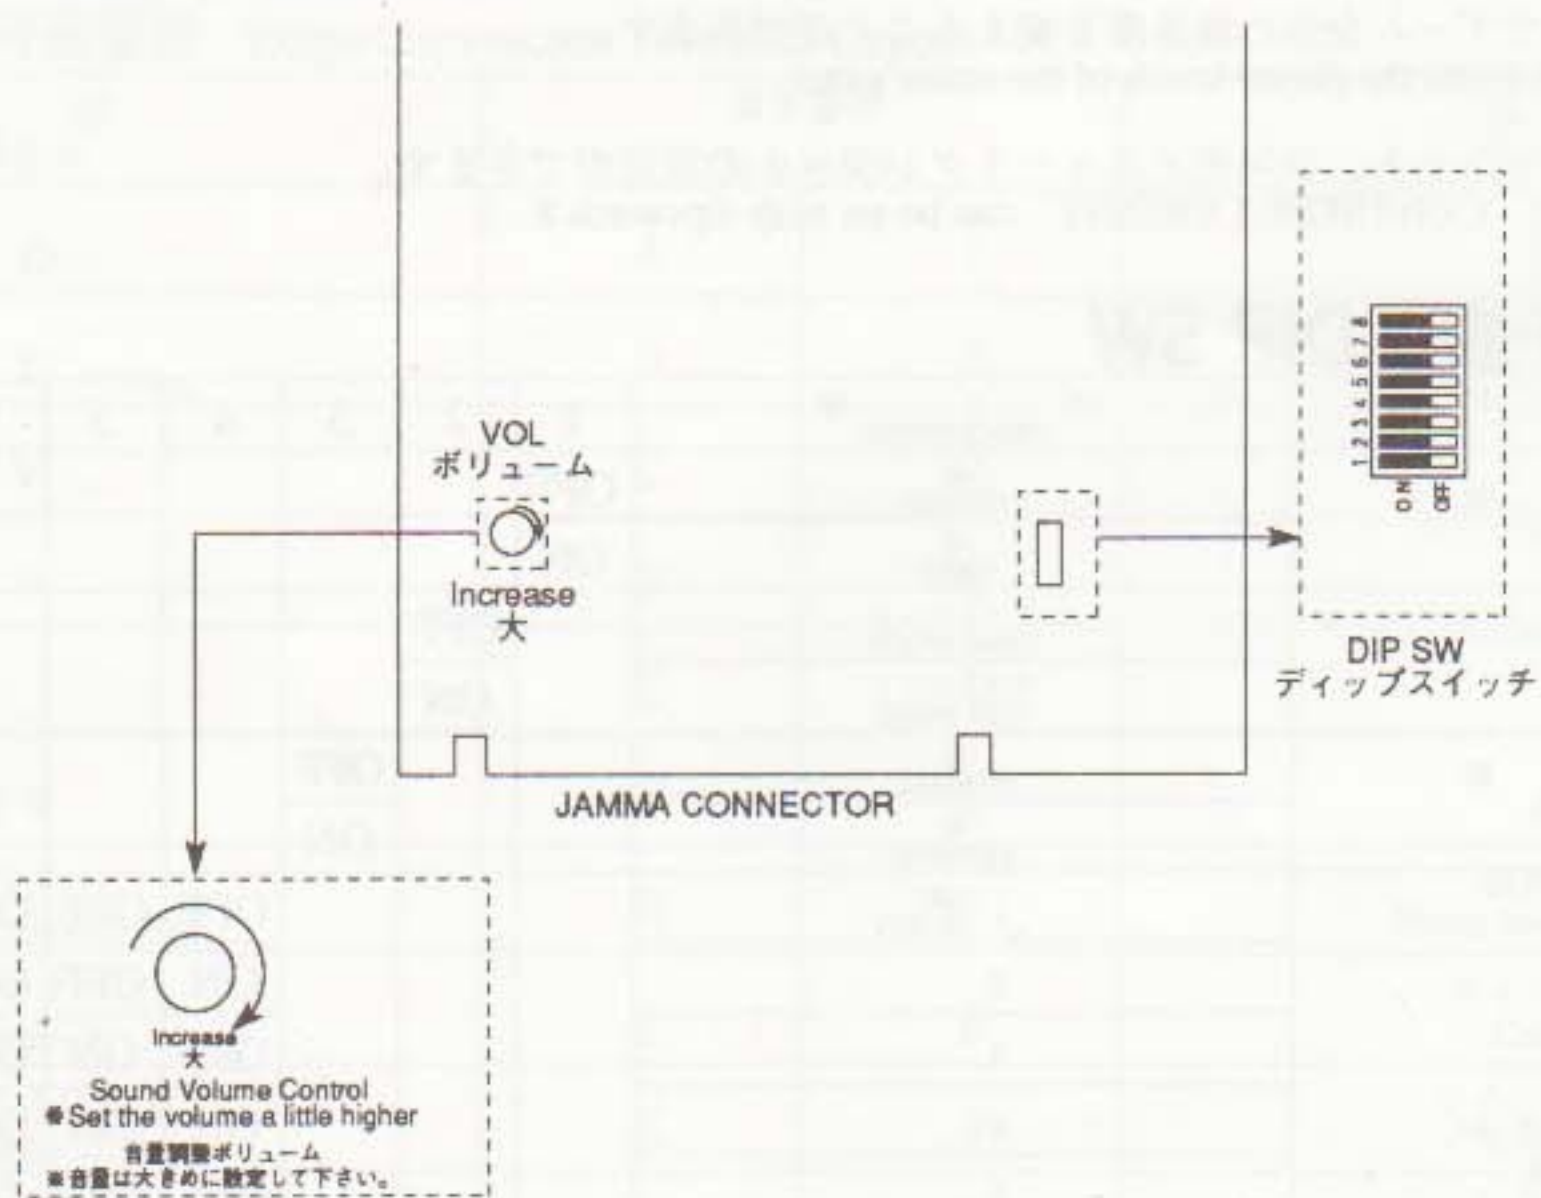 VOL
ボリューム
Increase
大
8
7
6
5
4
3
2
1
ON
OFF
DIP SW
ディップスイッチ
JAMMA CONNECTOR
Increase
大
Sound Volume Control
※Set the volume a little higher
音量調整ボリューム
※音量は大きめに設定して下さい。